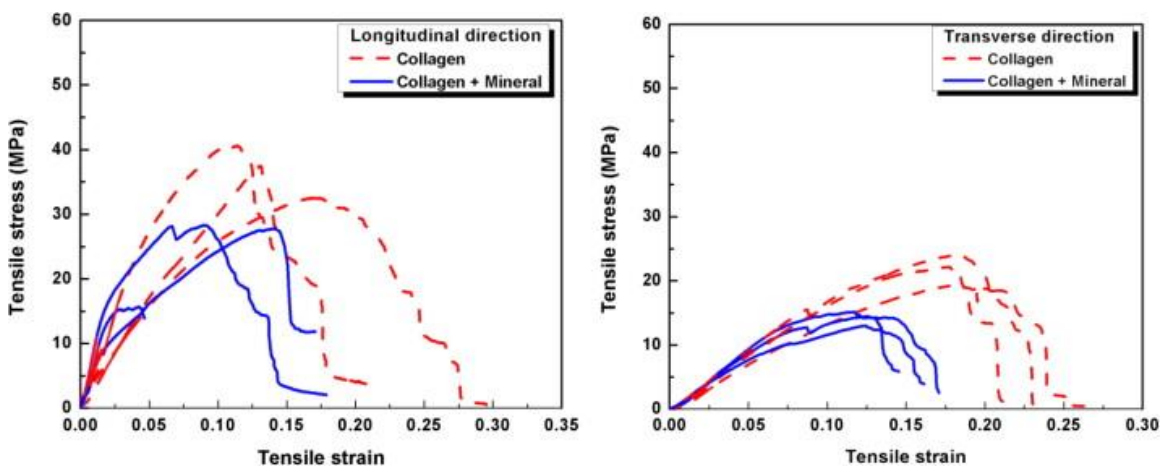 60
50
40
30
20
10
0
Tensile stress (MPa)
Longitudinal direction
Collagen
Collagen + Mineral
0.00 0.05 0.10 0.15 0.20 0.25 0.30 0.35
Tensile strain
60
50
40
30
20
10
0
Tensile stress (MPa)
Transverse direction
Collagen
Collagen + Mineral
0.00 0.05 0.10 0.15 0.20 0.25 0.30
Tensile strain